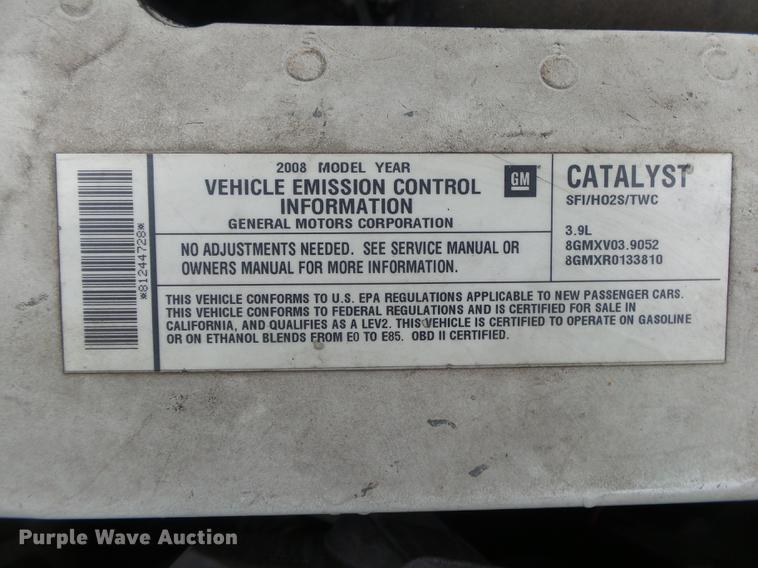 *81244728*
2008 MODEL YEAR
VEHICLE EMISSION CONTROL
INFORMATION
GENERAL MOTORS CORPORATION
GM
CATALYST
SFI/HO2S/TWC
3.9L
8GMXV03.9052
8GMXR0133810
NO ADJUSTMENTS NEEDED. SEE SERVICE MANUAL OR
OWNERS MANUAL FOR MORE INFORMATION.
THIS VEHICLE CONFORMS TO U.S. EPA REGULATIONS APPLICABLE TO NEW PASSENGER CARS.
THIS VEHICLE CONFORMS TO FEDERAL REGULATIONS AND IS CERTIFIED FOR SALE IN
CALIFORNIA, AND QUALIFIES AS A LEV2. THIS VEHICLE IS CERTIFIED TO OPERATE ON GASOLINE
OR ON ETHANOL BLENDS FROM E0 TO E85. OBD II CERTIFIED.
Purple Wave Auction